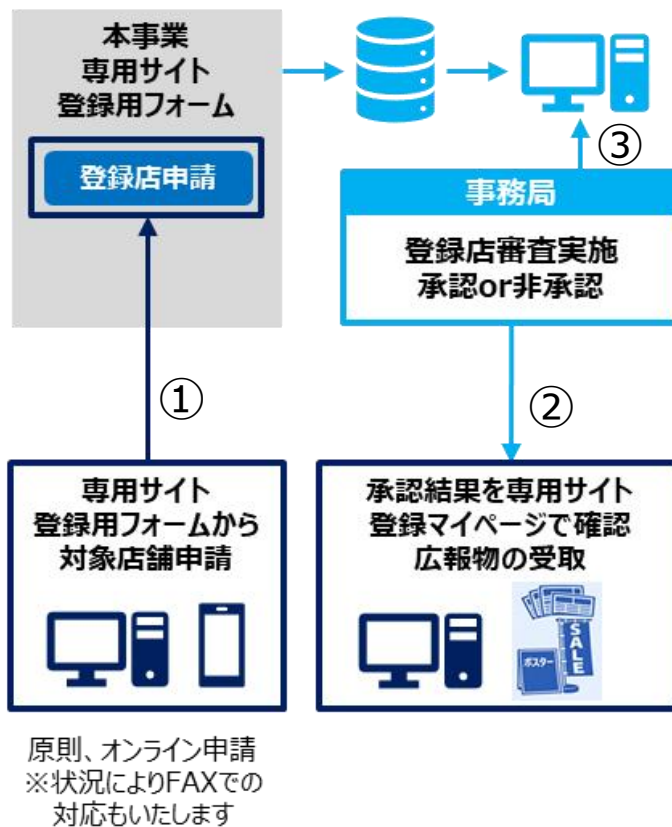 本事業
専用サイト
登録用フォーム
登録店申請
③
事務局
登録店審査実施
承認or非承認
①
②
専用サイト
登録用フォームから
対象店舗申請
承認結果を専用サイト
登録マイページで確認
広報物の受取
SALE
ポスター
原則、オンライン申請
※状況によりFAXでの
対応もいたします